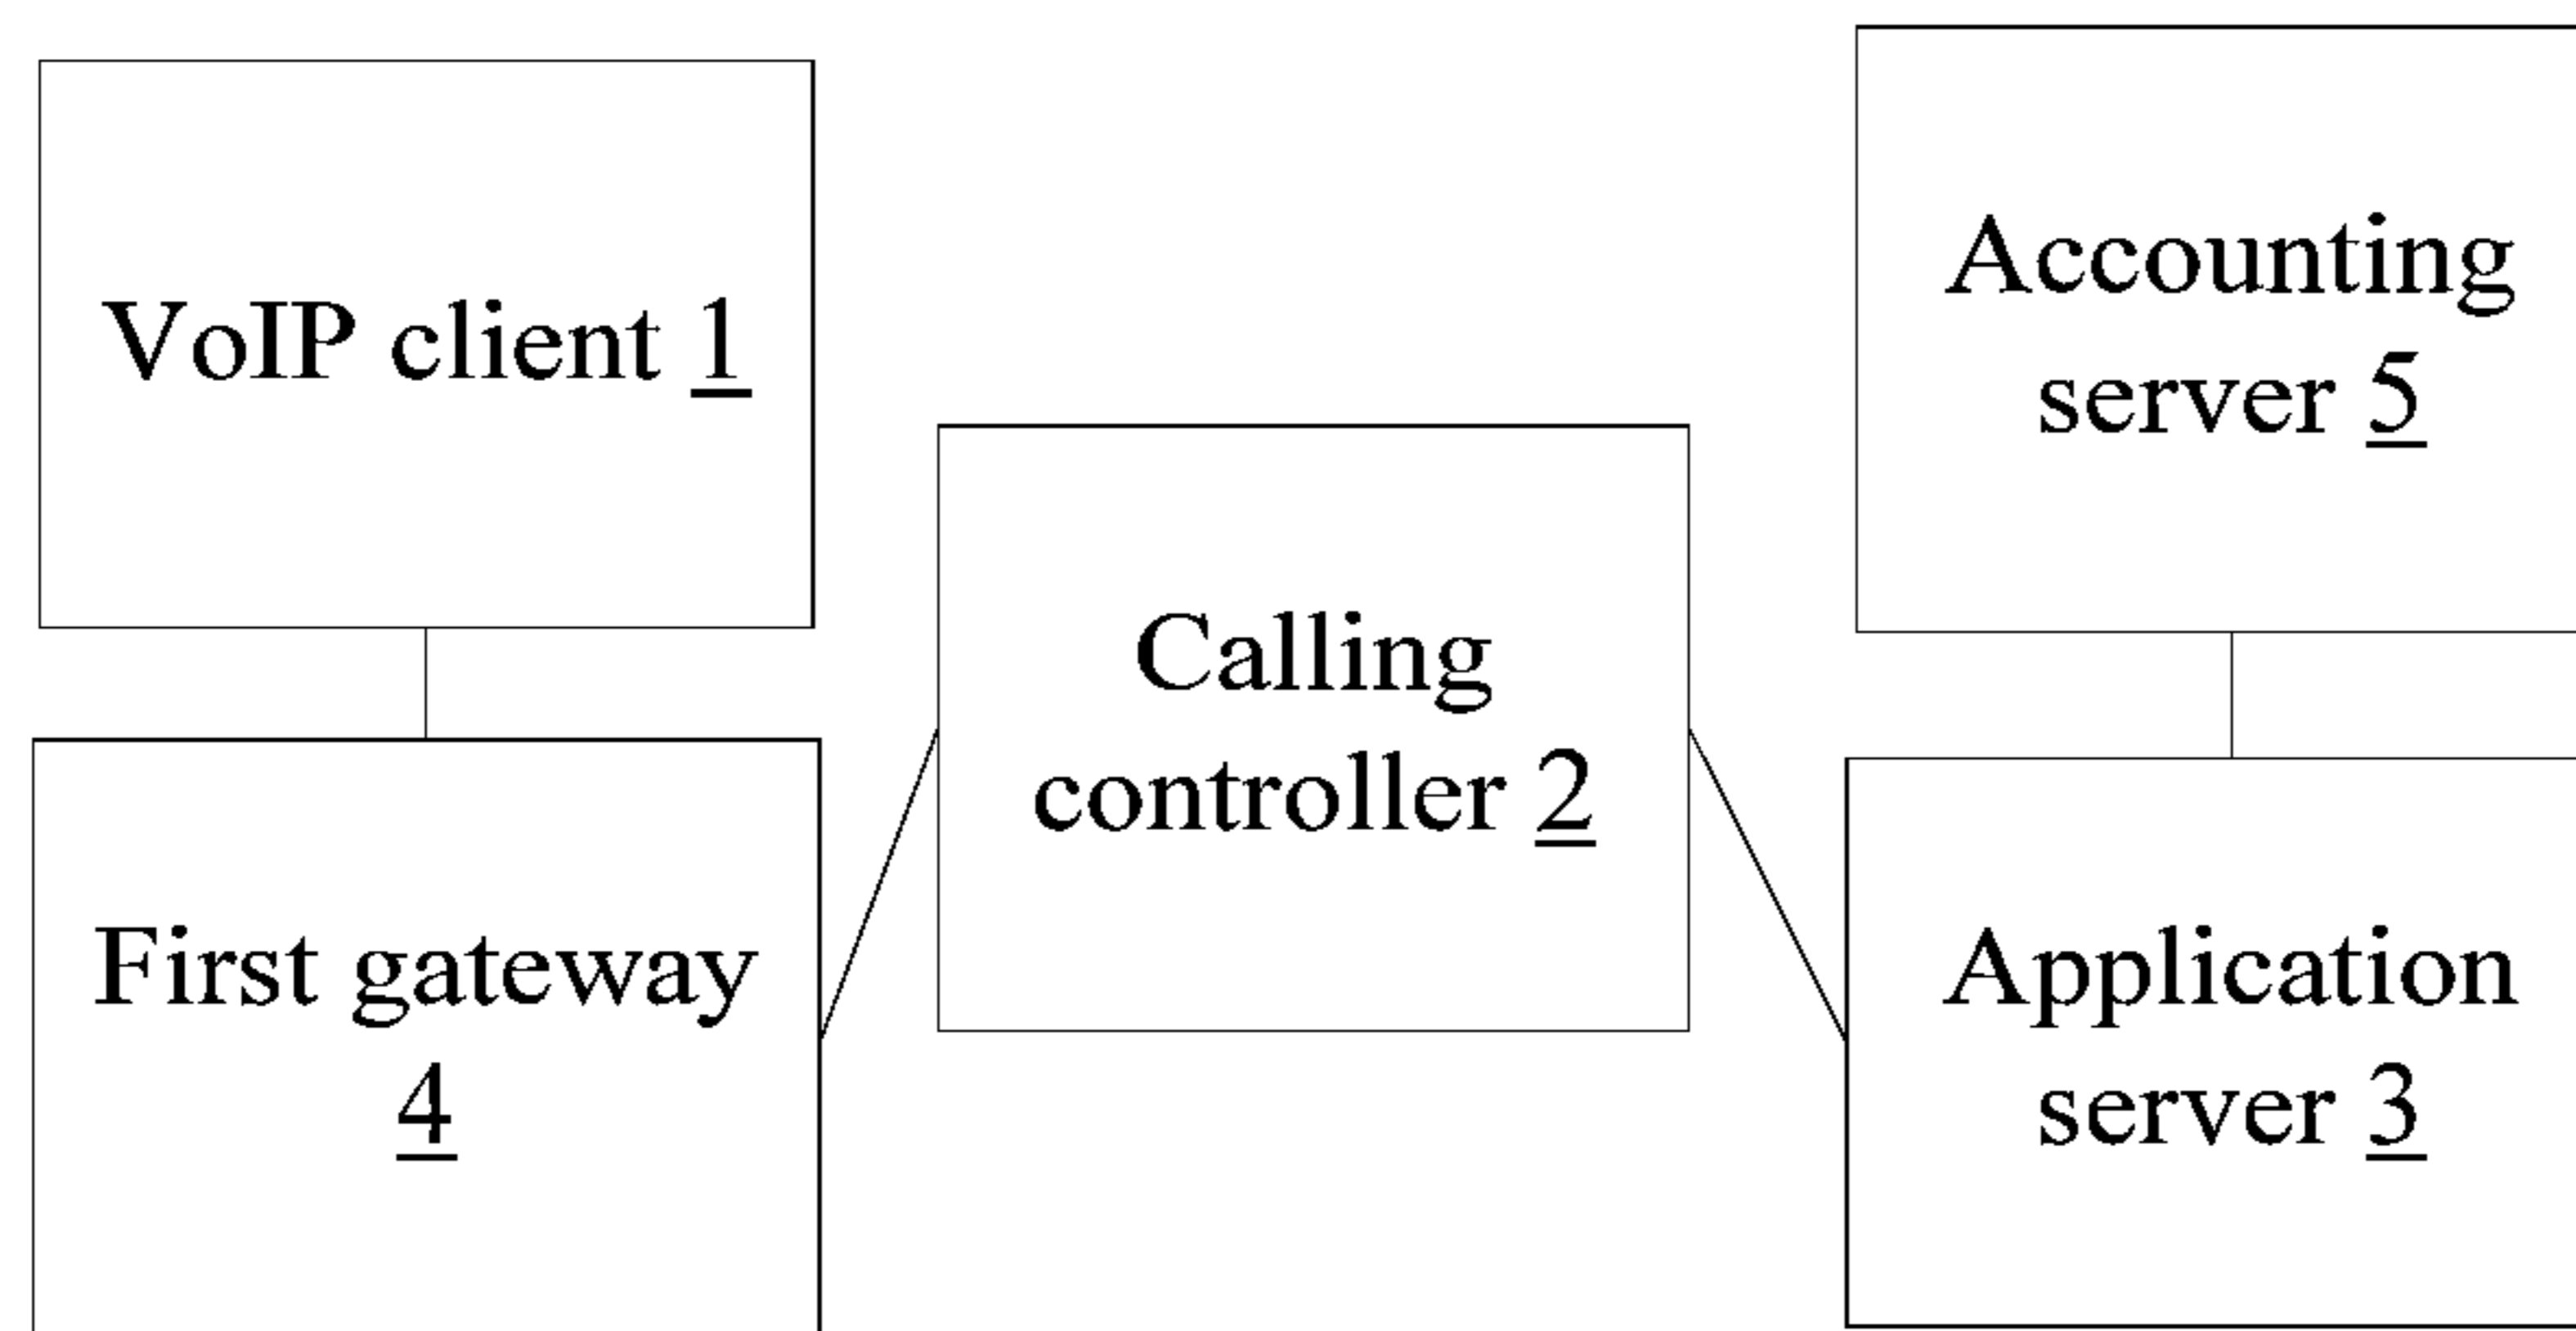 VoIP client 1
First gateway
4
Calling
controller 2
Accounting
server 5
Application
server 3